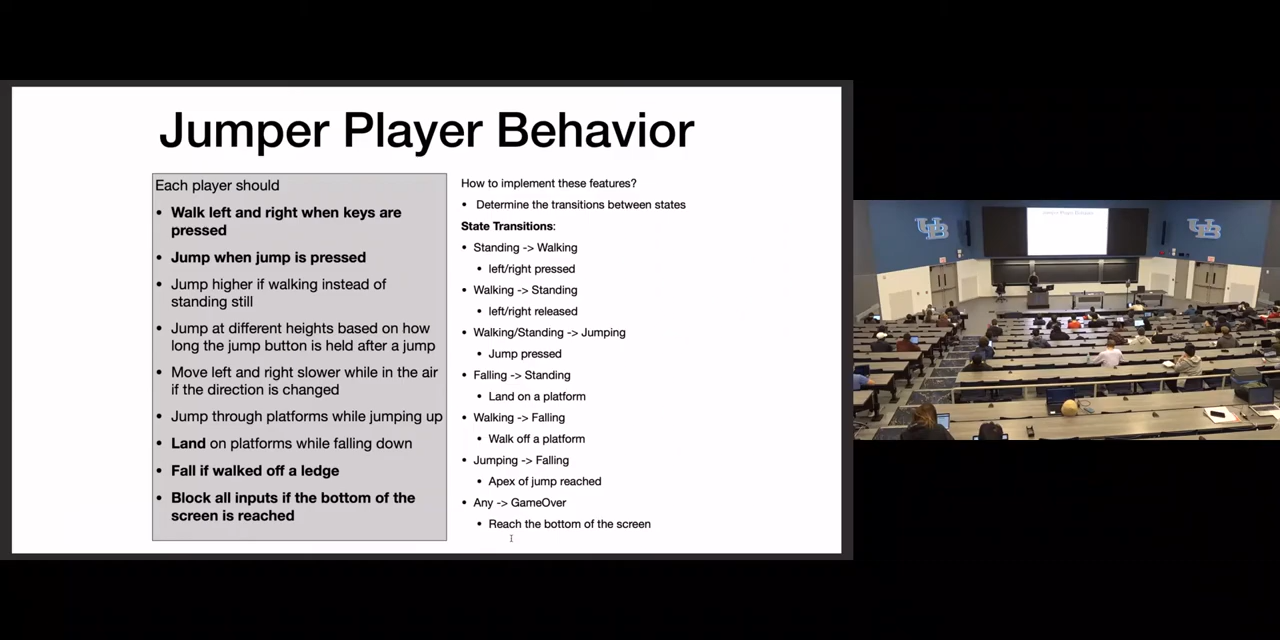 Jumper Player Behavior
Each player should
• Walk left and right when keys are
pressed
• Jump when jump is pressed
• Jump higher if walking instead of
standing still
• Jump at different heights based on how
long the jump button is held after a jump
• Move left and right slower while in the air
if the direction is changed
• Jump through platforms while jumping up
• Land on platforms while falling down
• Fall if walked off a ledge
• Block all inputs if the bottom of the
screen is reached
How to implement these features?
• Determine the transitions between states
State Transitions:
• Standing -> Walking
• left/right pressed
• Walking -> Standing
• left/right released
• Walking/Standing -> Jumping
• Jump pressed
• Falling -> Standing
• Land on a platform
• Walking -> Falling
• Walk off a platform
• Jumping -> Falling
• Apex of jump reached
• Any -> GameOver
• Reach the bottom of the screen
UB
Jumper Player Behavior
UB